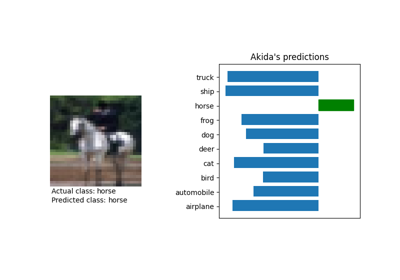 Akida's predictions
truck
ship
horse
frog
dog
deer
cat
bird
automobile
airplane
Actual class: horse
Predicted class: horse